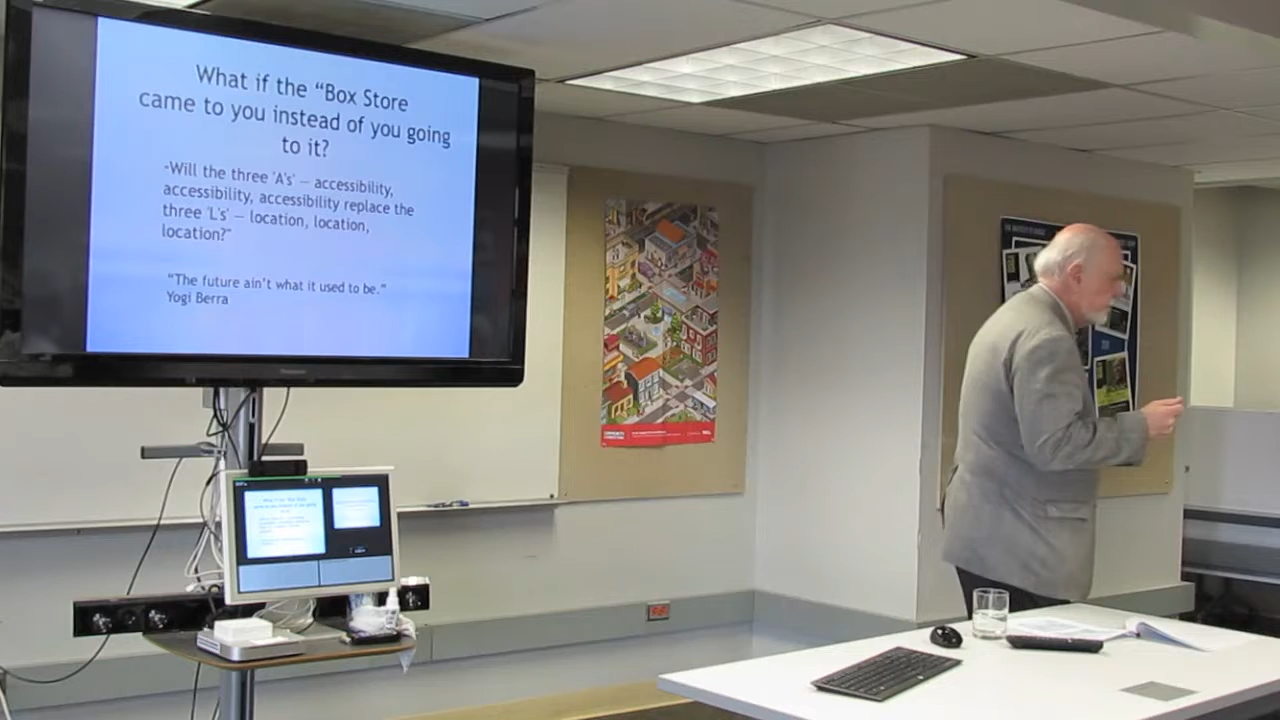 What if the “Box Store
came to you instead of you going
to it?
-Will the three 'A's' — accessibility,
accessibility, accessibility replace the
three 'L's' — location, location,
location?"
“The future ain’t what it used to be.”
Yogi Berra